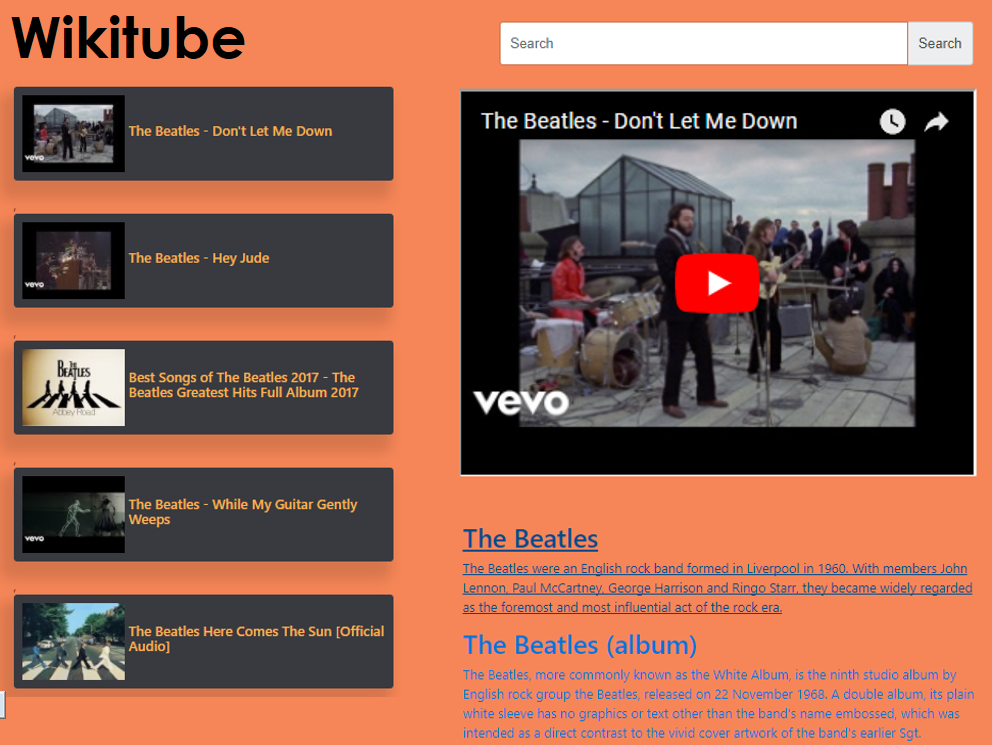 Wikitube
Search
Search
The Beatles - Don't Let Me Down
vevo
The Beatles - Hey Jude
vevo
THE
BEATLES
Abbey Road
Best Songs of The Beatles 2017 - The
Beatles Greatest Hits Full Album 2017
The Beatles - While My Guitar Gently
Weeps
vevo
The Beatles Here Comes The Sun [Official
Audio]
The Beatles - Don't Let Me Down
vevo
The Beatles
The Beatles were an English rock band formed in Liverpool in 1960. With members John
Lennon, Paul McCartney, George Harrison and Ringo Starr, they became widely regarded
as the foremost and most influential act of the rock era.
The Beatles (album)
The Beatles, more commonly known as the White Album, is the ninth studio album by
English rock group the Beatles, released on 22 November 1968. A double album, its plain
white sleeve has no graphics or text other than the band's name embossed, which was
intended as a direct contrast to the vivid cover artwork of the band's earlier Sgt.